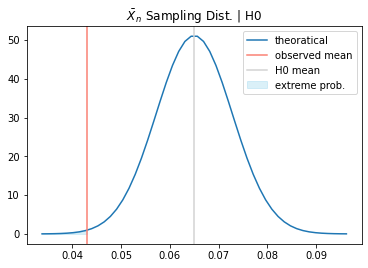 X̄n Sampling Dist. | H0
theoratical
observed mean
H0 mean
extreme prob.
50
40
30
20
10
0
0.04 0.05 0.06 0.07 0.08 0.09